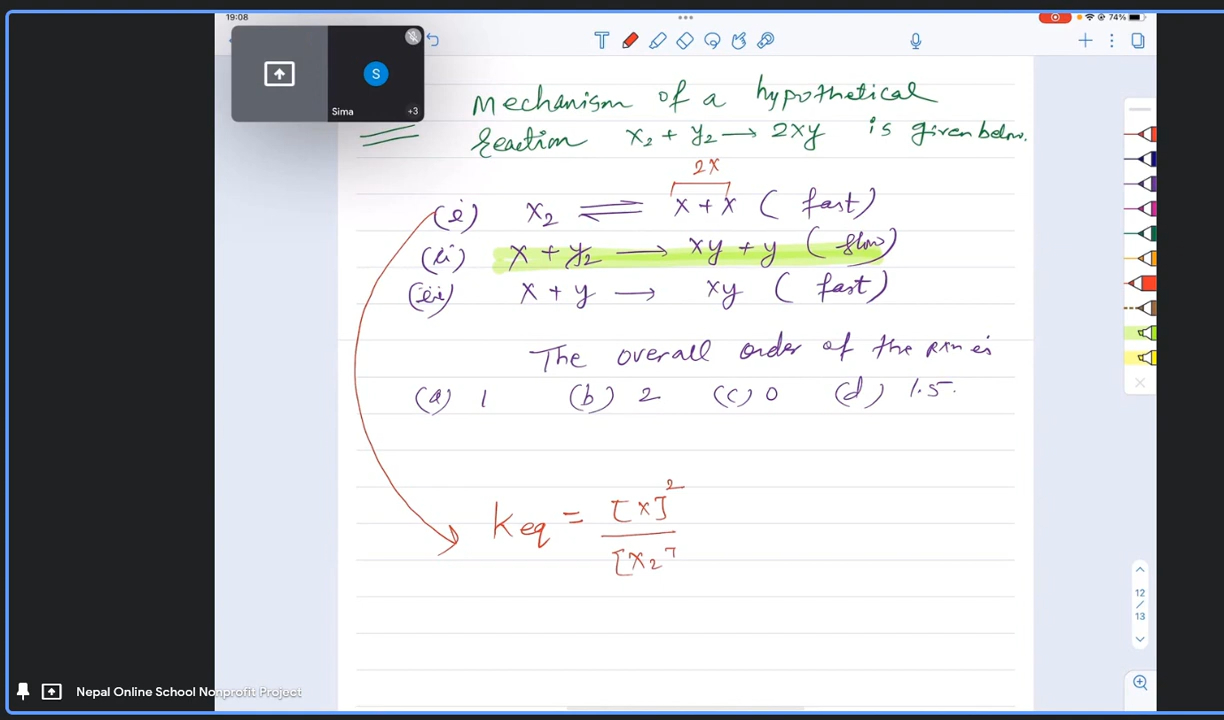 19:08
74%
S
Sima
+3
Mechanism of a hypothetical
Reaction X₂ + Y₂ → 2XY is given below.
2X
(i) X₂ ⇌ X + X (fast)
(ii) X + Y₂ → XY + Y (slow)
(iii) X + Y → XY (fast)
The overall order of the rxn is
(a) 1 (b) 2 (c) 0 (d) 1.5.
Keq = [X]²
[X₂]
12
/
13
Nepal Online School Nonprofit Project